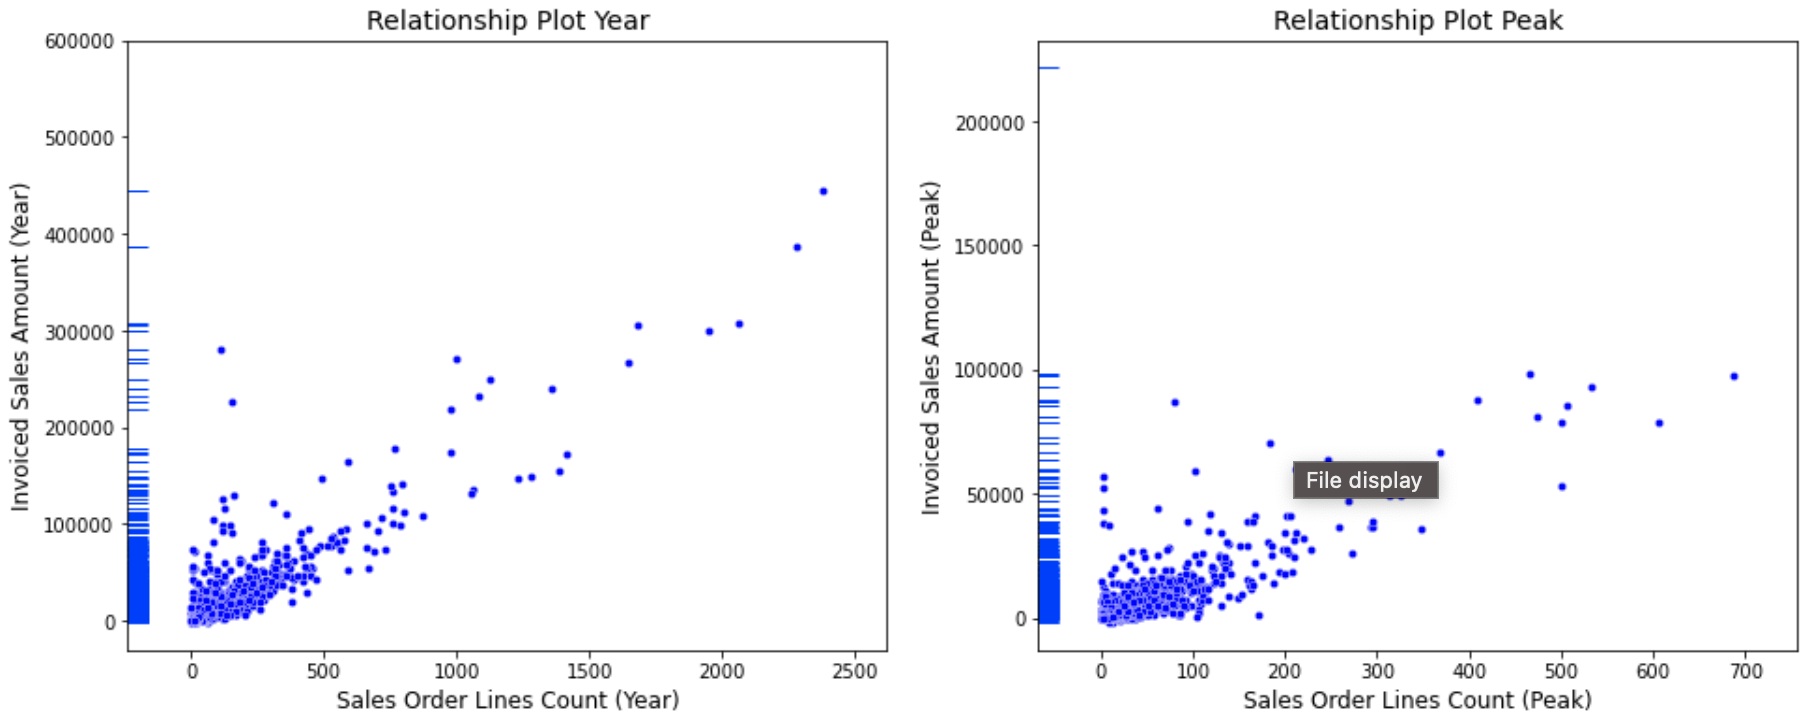 Relationship Plot Year
600000
500000
400000
300000
200000
100000
0
Invoiced Sales Amount (Year)
0 500 1000 1500 2000 2500
Sales Order Lines Count (Year)
Relationship Plot Peak
200000
150000
100000
50000
0
Invoiced Sales Amount (Peak)
File display
0 100 200 300 400 500 600 700
Sales Order Lines Count (Peak)